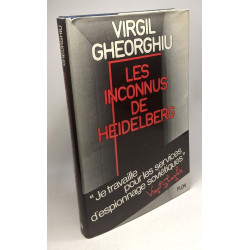 VIRGIL
GHEORGHIU
LES
INCONNUS
DE
HEIDELBERG
"Je travaille
pour les services
d'espionnage soviétiques"
PLON